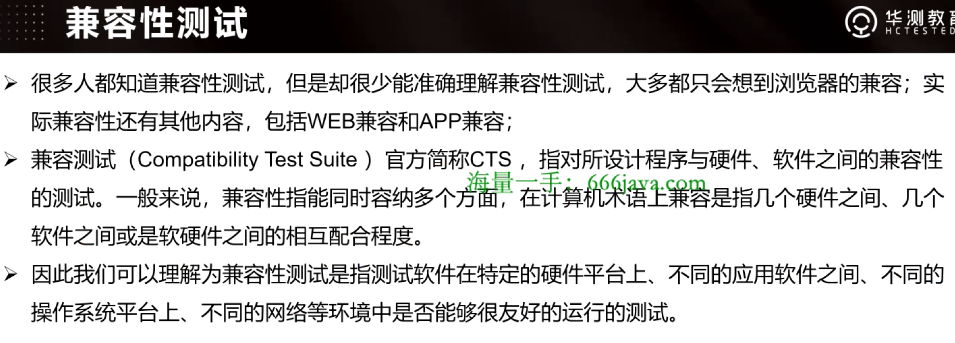 兼容性测试
华测教育
HCTESTED
➢ 很多人都知道兼容性测试，但是却很少能准确理解兼容性测试，大多都只会想到浏览器的兼容；实
际兼容性还有其他内容，包括WEB兼容和APP兼容；
➢ 兼容测试（Compatibility Test Suite ）官方简称CTS ，指对所设计程序与硬件、软件之间的兼容性
的测试。一般来说，兼容性指能同时容纳多个方面，在计算机术语上兼容是指几个硬件之间、几个
海量一手：666java.com
软件之间或是软硬件之间的相互配合程度。
➢ 因此我们可以理解为兼容性测试是指测试软件在特定的硬件平台上、不同的应用软件之间、不同的
操作系统平台上、不同的网络等环境中是否能够很友好的运行的测试。